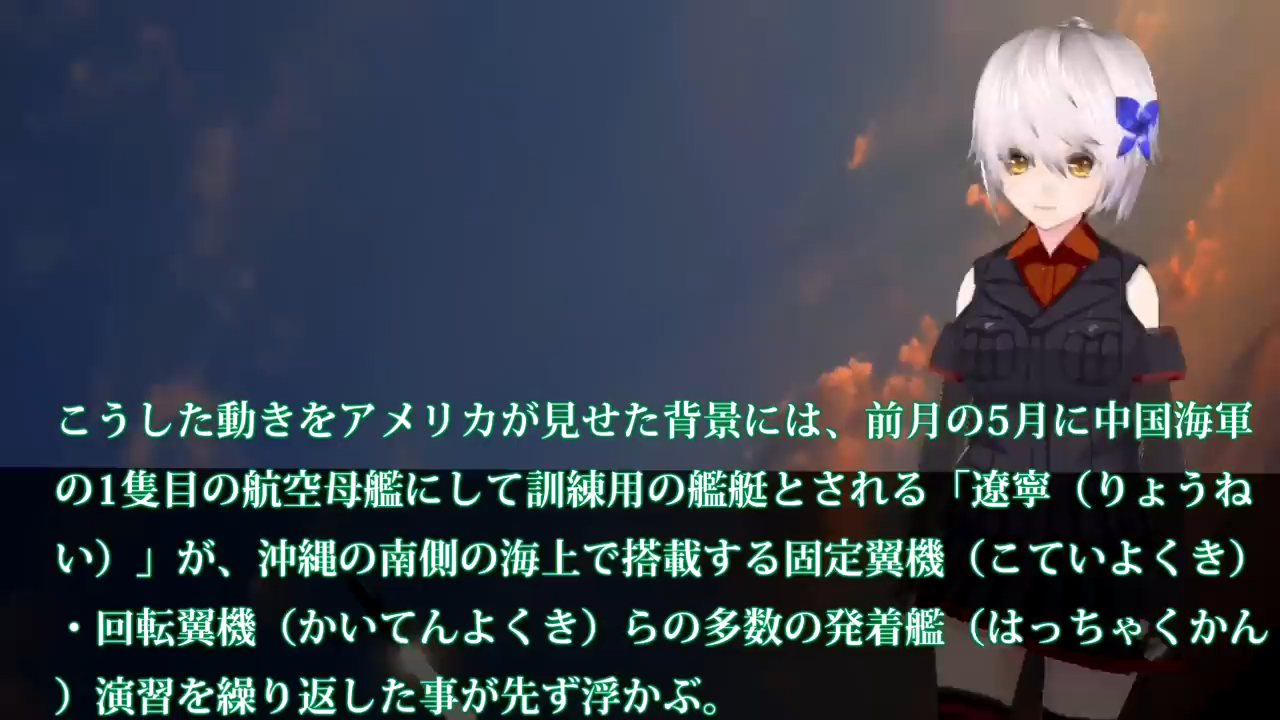 こうした動きをアメリカが見せた背景には、前月の5月に中国海軍
の1隻目の航空母艦にして訓練用の艦艇とされる「遼寧（りょうね
い）」が、沖縄の南側の海上で搭載する固定翼機（こていよくき）
・回転翼機（かいてんよくき）らの多数の発着艦（はっちゃくかん
）演習を繰り返した事が先ず浮かぶ。